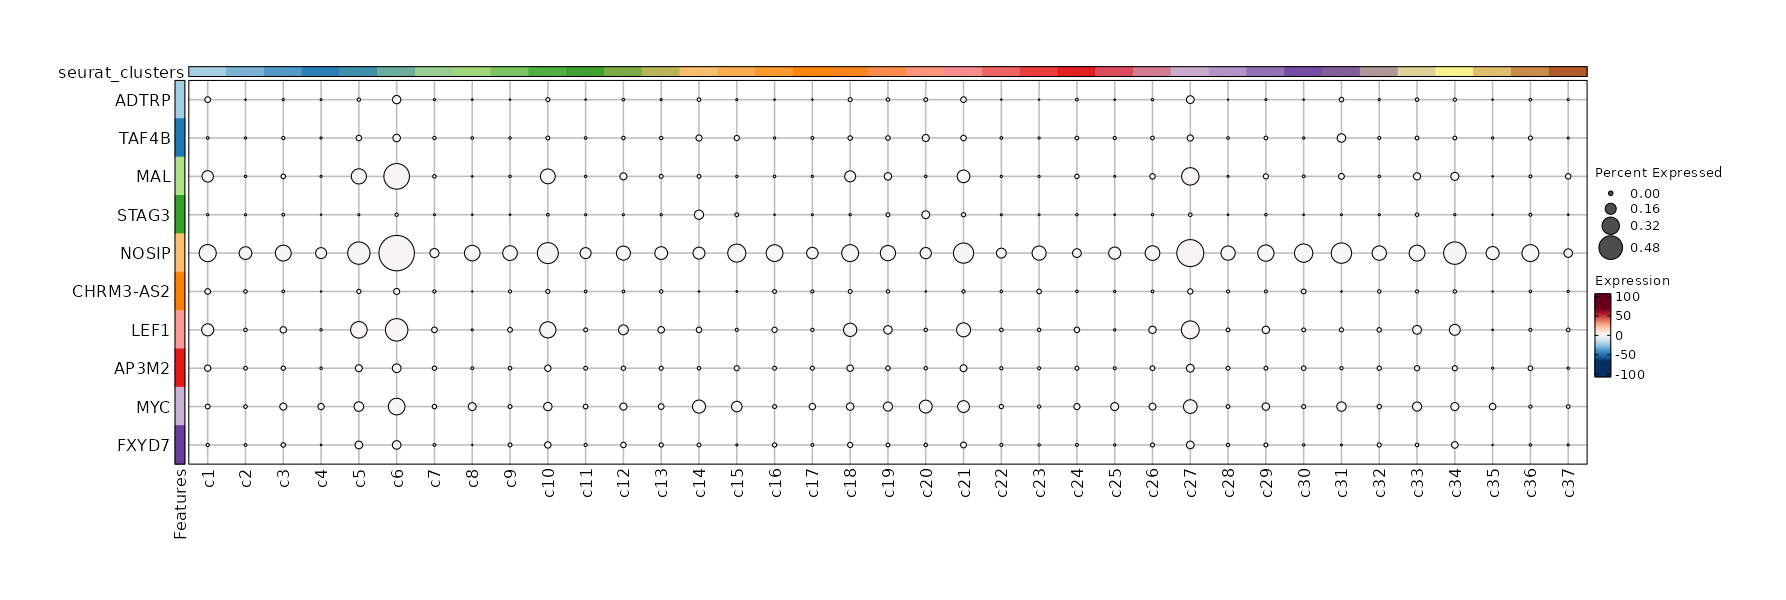 seurat_clusters
ADTRP
TAF4B
MAL
STAG3
NOSIP
CHRM3-AS2
LEF1
AP3M2
MYC
FXYD7
Features
c1 c2 c3 c4 c5 c6 c7 c8 c9 c10 c11 c12 c13 c14 c15 c16 c17 c18 c19 c20 c21 c22 c23 c24 c25 c26 c27 c28 c29 c30 c31 c32 c33 c34 c35 c36 c37
Percent Expressed
0.00
0.16
0.32
0.48
Expression
100
50
0
-50
-100